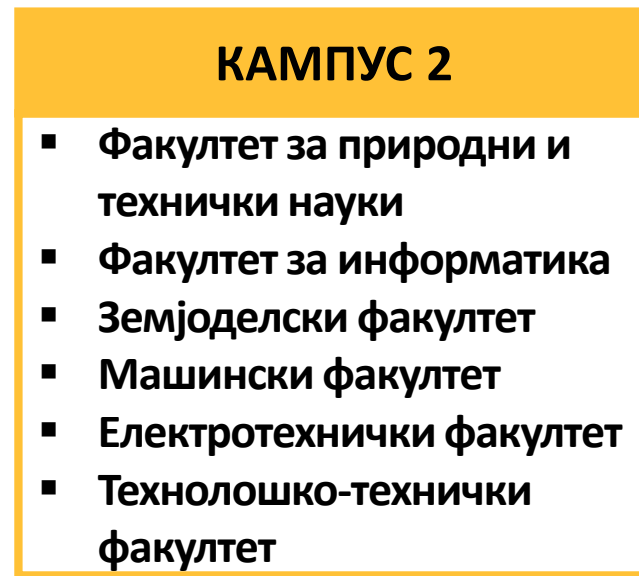 КАМПУС 2
▪ Факултет за природни и
технички науки
▪ Факултет за информатика
▪ Земјоделски факултет
▪ Машински факултет
▪ Електротехнички факултет
▪ Технолошко-технички
факултет